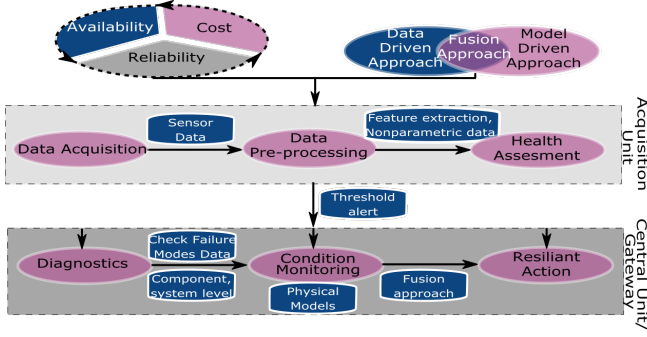 Availability
Cost
Reliability
Data
Driven
Approach
Fusion
Approach
Model
Driven
Approach
Acquisition
Unit
Data Acquisition
Sensor
Data
Data
Pre-processing
Feature extraction,
Nonparametric data
Health
Assesment
Threshold
alert
Central Unit/
Gateway
Diagnostics
Check Failure
Modes Data
Component,
system level
Condition
Monitoring
Physical
Models
Fusion
approach
Resiliant
Action